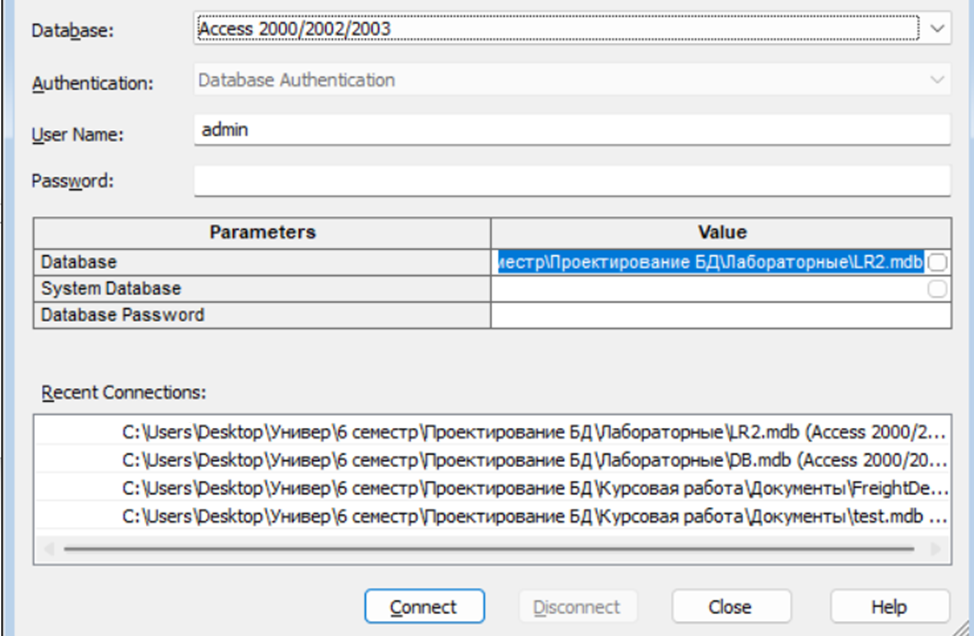 Database: Access 2000/2002/2003
Authentication: Database Authentication
User Name: admin
Password:
Parameters Value
Database местр\Проектирование БД\Лабораторные\LR2.mdb
System Database
Database Password
Recent Connections:
C:\Users\Desktop\Универ\6 семестр\Проектирование БД\Лабораторные\LR2.mdb (Access 2000/2...
C:\Users\Desktop\Универ\6 семестр\Проектирование БД\Лабораторные\DB.mdb (Access 2000/20...
C:\Users\Desktop\Универ\6 семестр\Проектирование БД\Курсовая работа\Документы\FreightDe...
C:\Users\Desktop\Универ\6 семестр\Проектирование БД\Курсовая работа\Документы\test.mdb ...
Connect Disconnect Close Help